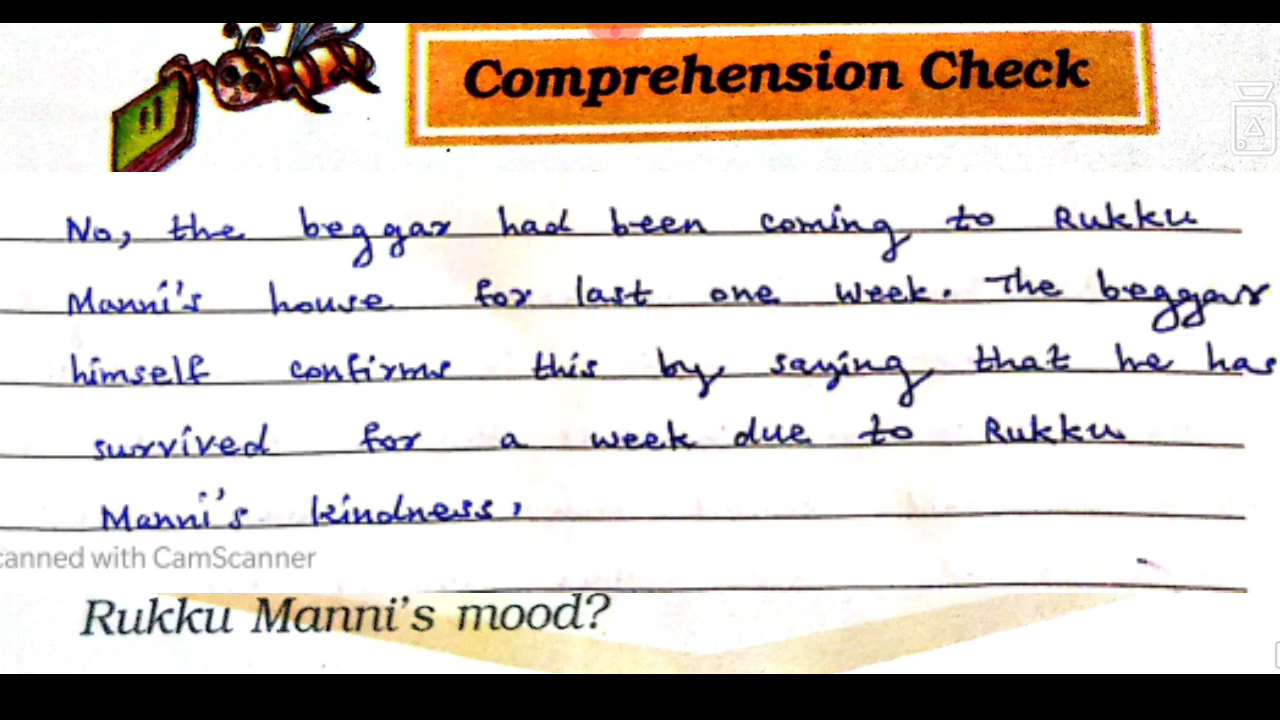 Comprehension Check
No, the beggar had been coming to Rukku
Manni's house for last one week. The beggar
himself confirms this by saying that he has
survived for a week due to Rukku
Manni's kindness,
canned with CamScanner
Rukku Manni's mood?